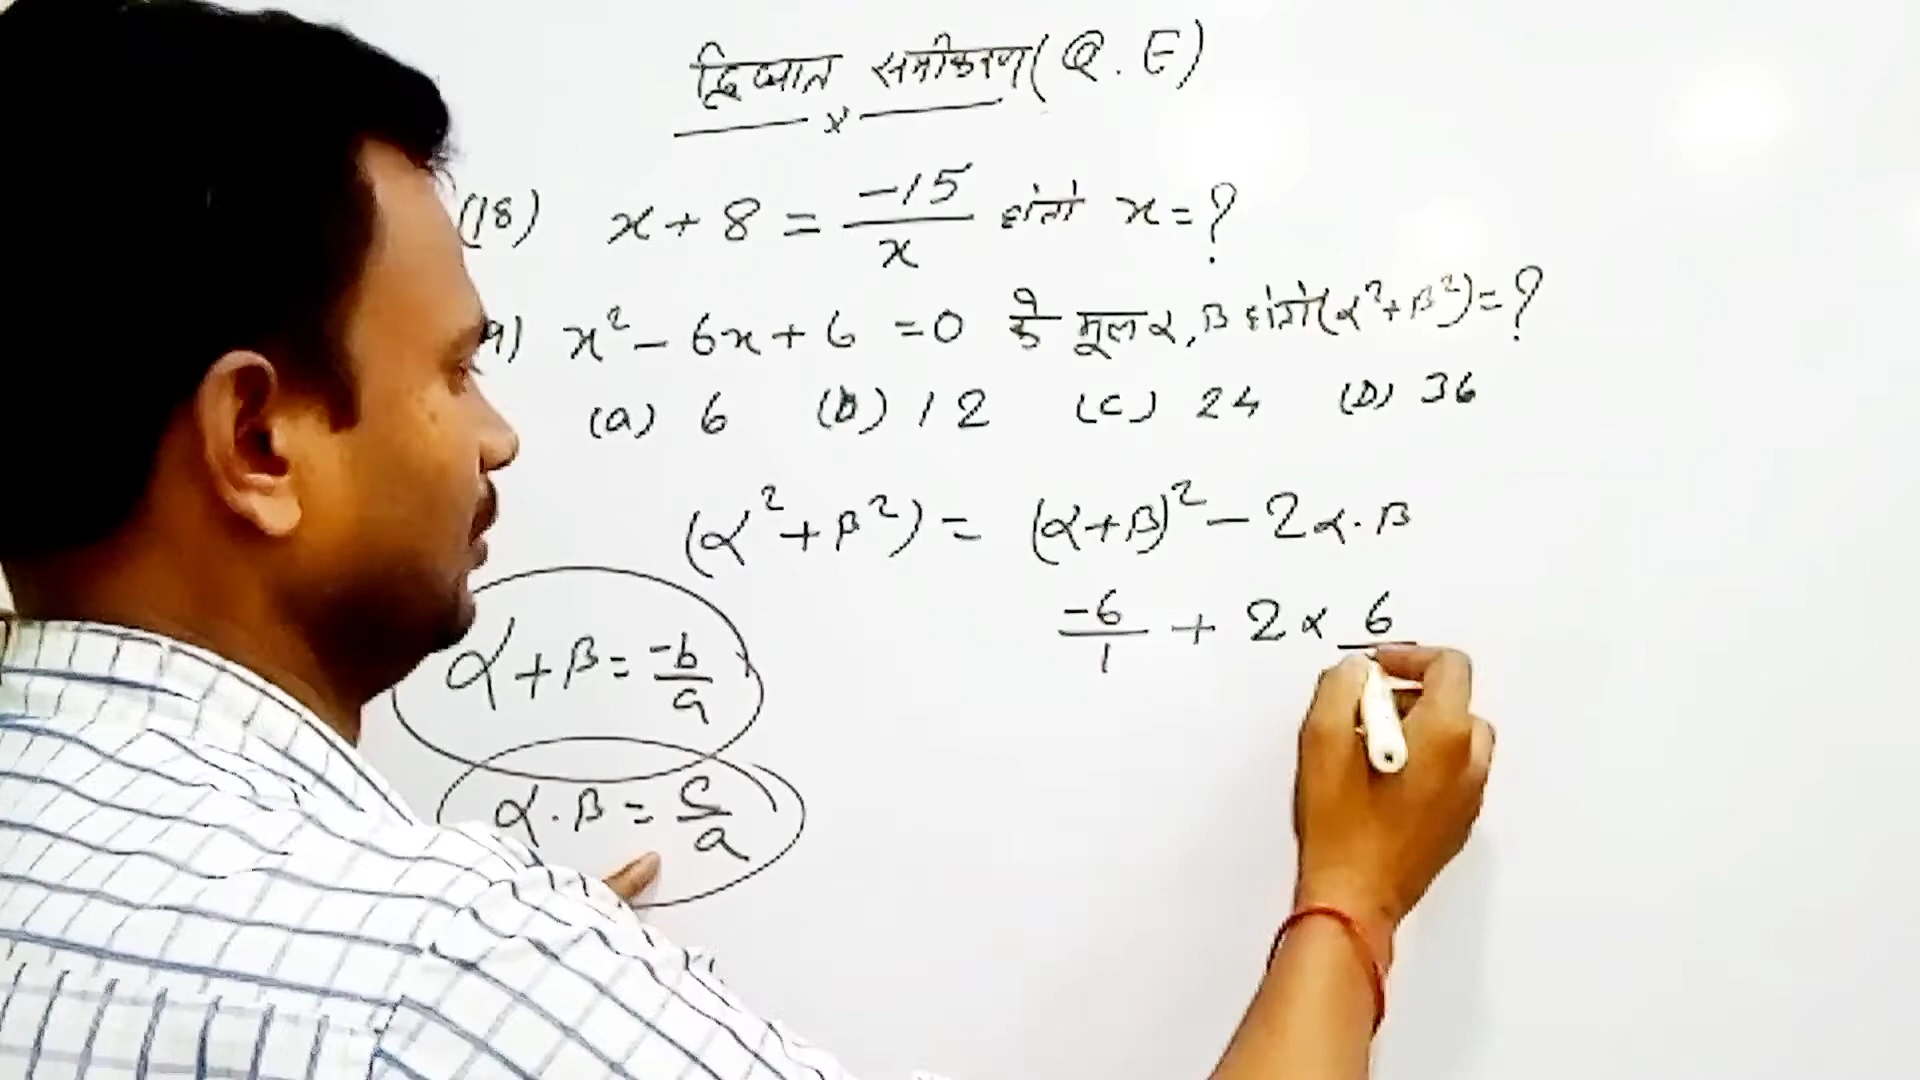 द्विघात समीकरण (Q.E)
x
(18) x + 8 = -15/x हो तो x = ?
9) x² - 6x + 6 = 0 के मूल α, β हो तो (α² + β²) = ?
(a) 6 (b) 12 (c) 24 (D) 36
(α² + β²) = (α+β)² - 2α.β
-6/1 + 2 × 6
α + β = -b/a
α.β = c/a